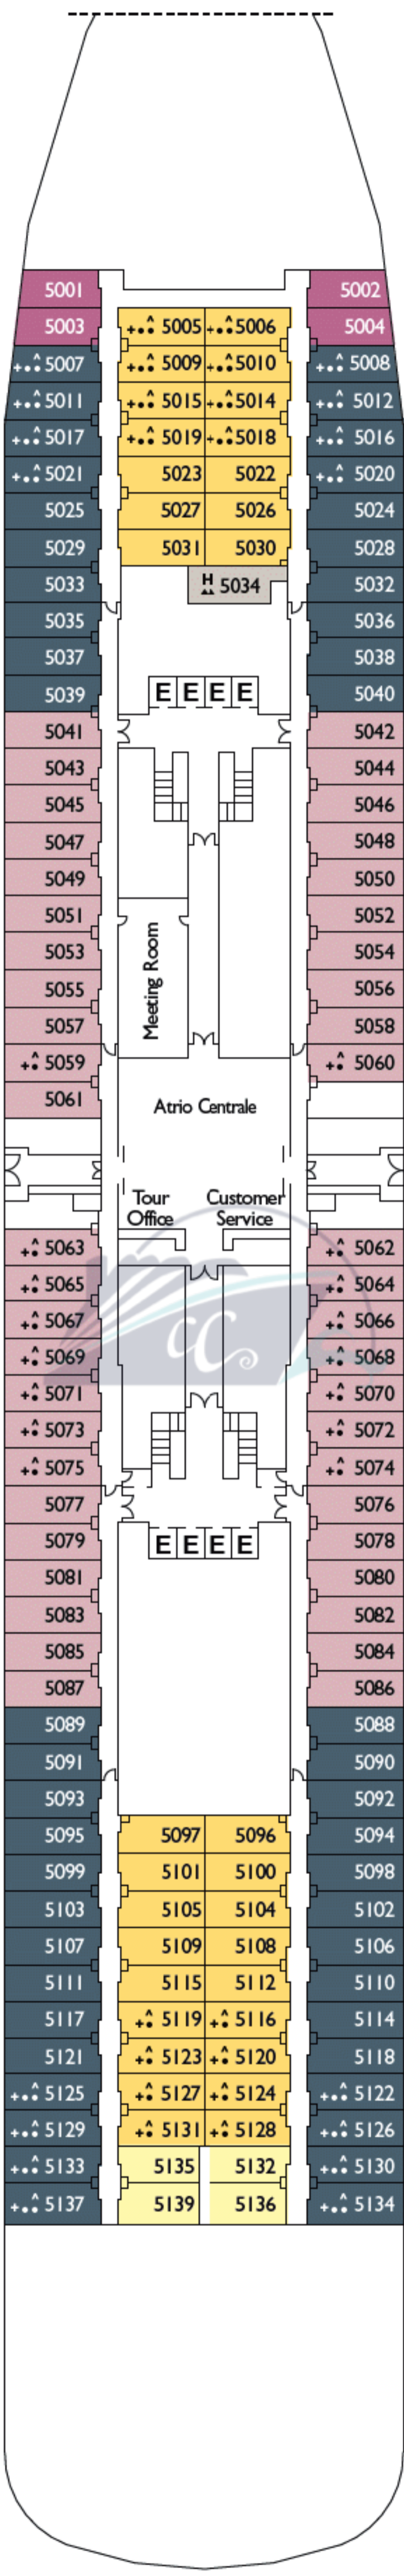 5001 5002
5003 +•:^ 5005 +•:^ 5006 5004
+•:^ 5007 +•:^ 5009 +•:^ 5010 +•:^ 5008
+•:^ 5011 +•:^ 5015 +•:^ 5014 +•:^ 5012
+•:^ 5017 +•:^ 5019 +•:^ 5018 +•:^ 5016
+•:^ 5021 5023 5022 +•:^ 5020
5025 5027 5026 5024
5029 5031 5030 5028
5033 H 5034 5032
5035 5036
5037 5038
5039 E E E E 5040
5041 5042
5043 5044
5045 5046
5047 5048
5049 5050
5051 5052
5053 5054
5055 5056
Meeting Room
5057 5058
+:^ 5059 +:^ 5060
5061
Atrio Centrale
Tour Customer
Office Service
+:^ 5063 +:^ 5062
+:^ 5065 +:^ 5064
+:^ 5067 +:^ 5066
+:^ 5069 CC +:^ 5068
+:^ 5071 +:^ 5070
+:^ 5073 +:^ 5072
+:^ 5075 +:^ 5074
5077 5076
5079 E E E E 5078
5081 5080
5083 5082
5085 5084
5087 5086
5089 5088
5091 5090
5093 5092
5095 5097 5096 5094
5099 5101 5100 5098
5103 5105 5104 5102
5107 5109 5108 5106
5111 5115 5112 5110
5117 +:^ 5119 +:^ 5116 5114
5121 +:^ 5123 +:^ 5120 5118
+•:^ 5125 +:^ 5127 +:^ 5124 +•:^ 5122
+•:^ 5129 +:^ 5131 +:^ 5128 +•:^ 5126
+•:^ 5133 5135 5132 +•:^ 5130
+•:^ 5137 5139 5136 +•:^ 5134